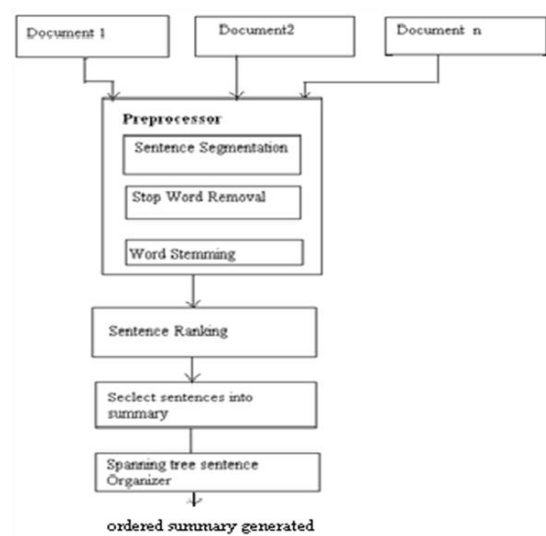 Document 1
Document2
Document n
Preprocessor
Sentence Segmentation
Stop Word Removal
Word Stemming
Sentence Ranking
Seclect sentences into
summary
Spanning tree sentence
Organizer
ordered summary generated